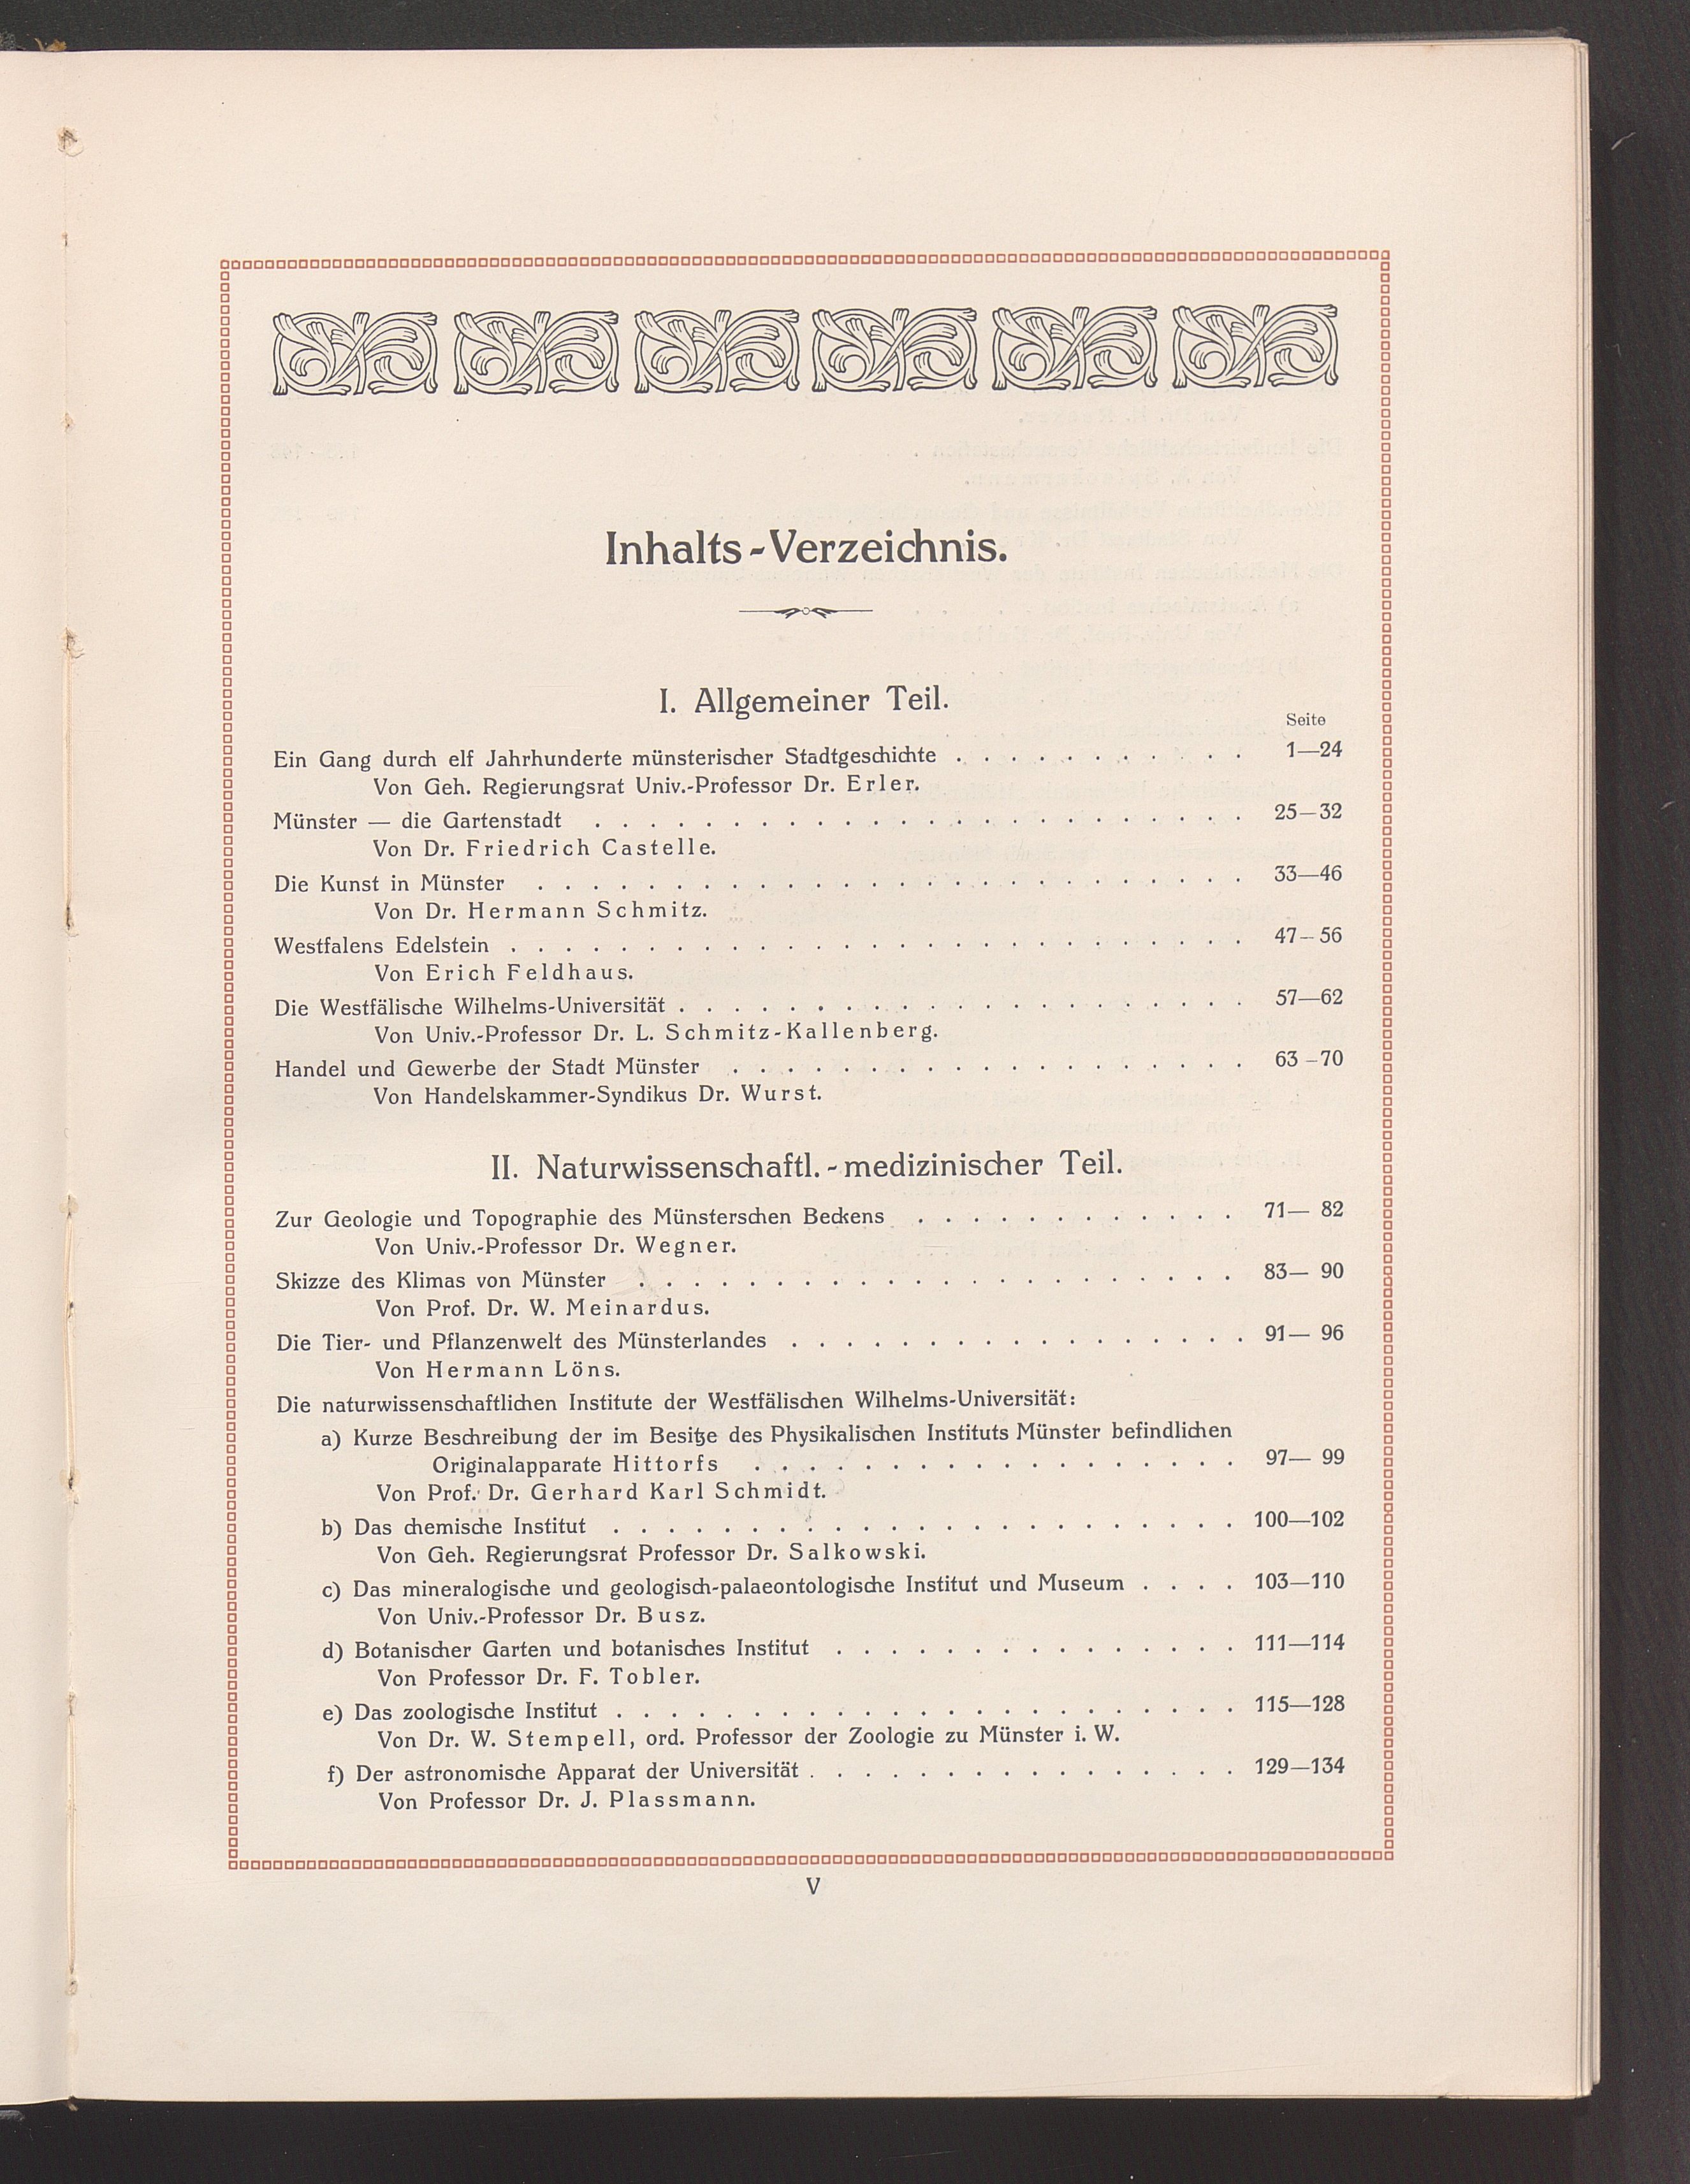 Inhalts-Verzeichnis.
I. Allgemeiner Teil.
Seite
Ein Gang durch elf Jahrhunderte münsterischer Stadtgeschichte . . . . . . . . . . . 1—24
Von Geh. Regierungsrat Univ.-Professor Dr. Erler.
Münster — die Gartenstadt . . . . . . . . . . . . . . . . . . . . . . . . 25—32
Von Dr. Friedrich Castelle.
Die Kunst in Münster . . . . . . . . . . . . . . . . . . . . . . . . . . 33—46
Von Dr. Hermann Schmitz.
Westfalens Edelstein . . . . . . . . . . . . . . . . . . . . . . . . . . . 47—56
Von Erich Feldhaus.
Die Westfälische Wilhelms-Universität . . . . . . . . . . . . . . . . . . . . . 57—62
Von Univ.-Professor Dr. L. Schmitz-Kallenberg.
Handel und Gewerbe der Stadt Münster . . . . . . . . . . . . . . . . . . . 63—70
Von Handelskammer-Syndikus Dr. Wurst.
II. Naturwissenschaftl.-medizinischer Teil.
Zur Geologie und Topographie des Münsterschen Beckens . . . . . . . . . . . . 71— 82
Von Univ.-Professor Dr. Wegner.
Skizze des Klimas von Münster . . . . . . . . . . . . . . . . . . . . . . 83— 90
Von Prof. Dr. W. Meinardus.
Die Tier- und Pflanzenwelt des Münsterlandes . . . . . . . . . . . . . . . . . 91— 96
Von Hermann Löns.
Die naturwissenschaftlichen Institute der Westfälischen Wilhelms-Universität:
a) Kurze Beschreibung der im Besitze des Physikalischen Instituts Münster befindlichen
Originalapparate Hittorfs . . . . . . . . . . . . . . . . . . 97— 99
Von Prof. Dr. Gerhard Karl Schmidt.
b) Das chemische Institut . . . . . . . . . . . . . . . . . . . . . . . 100—102
Von Geh. Regierungsrat Professor Dr. Salkowski.
c) Das mineralogische und geologisch-palaeontologische Institut und Museum . . . . 103—110
Von Univ.-Professor Dr. Busz.
d) Botanischer Garten und botanisches Institut . . . . . . . . . . . . . . . 111—114
Von Professor Dr. F. Tobler.
e) Das zoologische Institut . . . . . . . . . . . . . . . . . . . . . . . 115—128
Von Dr. W. Stempell, ord. Professor der Zoologie zu Münster i. W.
f) Der astronomische Apparat der Universität . . . . . . . . . . . . . . . . 129—134
Von Professor Dr. J. Plassmann.
V